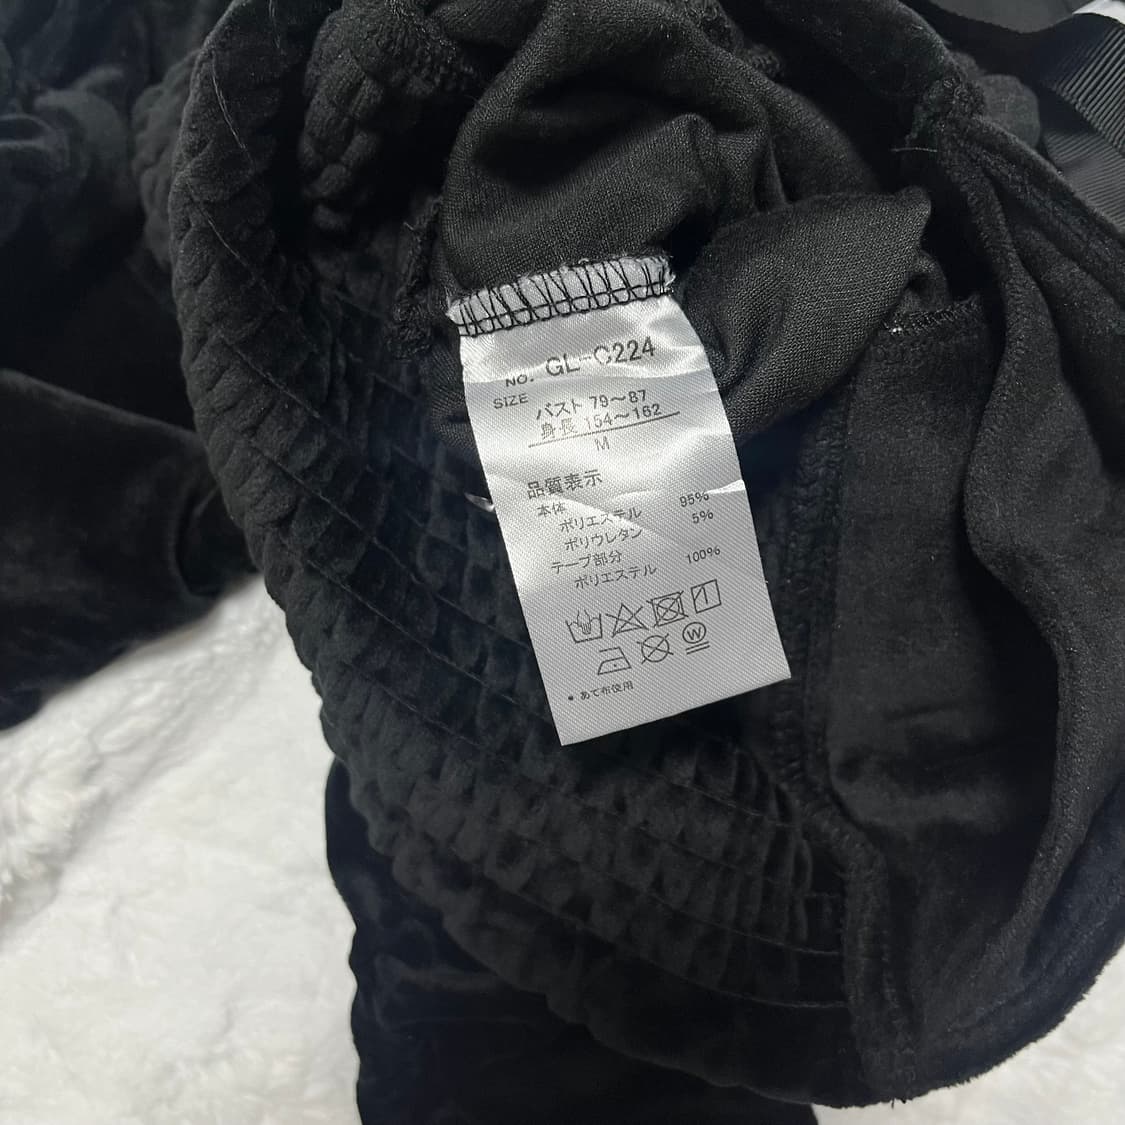 NO. GL-C224
SIZE バスト 79〜87
身長 154〜162
M
品質表示
本体
ポリエステル 95%
ポリウレタン 5%
テープ部分
ポリエステル 100%
W
• あて布使用